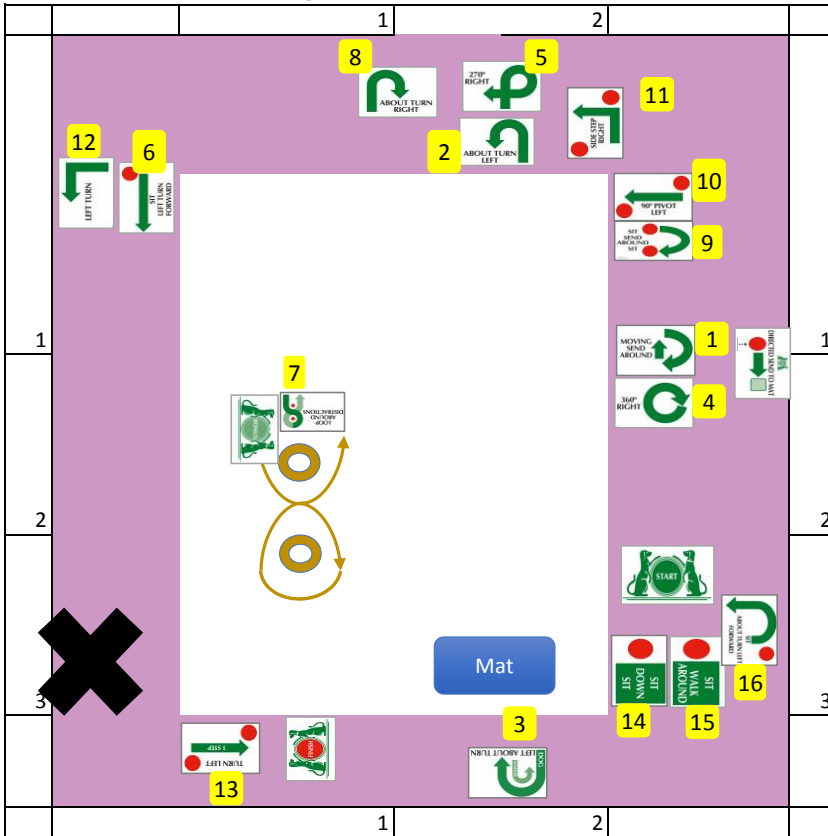 1
2
8
5
270°
RIGHT
ABOUT TURN
RIGHT
11
SIDE STEP
RIGHT
2
ABOUT TURN
LEFT
12
6
LEFT TURN
SIT
LEFT TURN
FORWARD
10
90° PIVOT
LEFT
SIT
SEND
AROUND
SIT
9
1
1
MOVING
SEND
AROUND
1
DIRECTED SEND TO MAT
7
LOOP
AROUND
DISTRACTIONS
BONUS
360°
RIGHT
4
2
2
START
SIT
ABOUT TURN LEFT
FORWARD
16
Mat
SIT
DOWN
SIT
14
SIT
WALK
AROUND
15
3
3
3
DOG
LEFT ABOUT TURN
1 STEP
TURN LEFT
13
FINISH
1
2